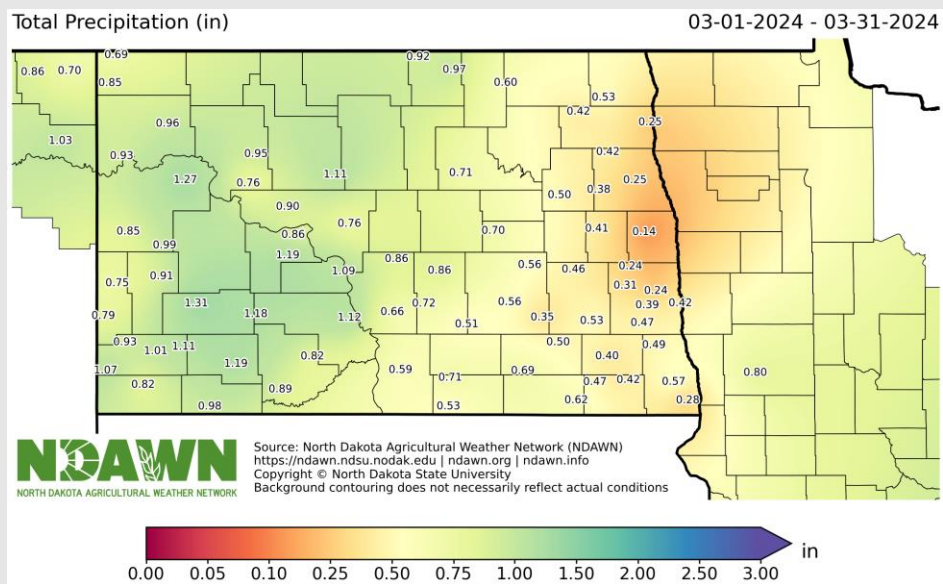 Total Precipitation (in) 03-01-2024 - 03-31-2024
0.69 0.92
0.86 0.70 0.97
0.85 0.60
0.53
0.42
0.96 0.25
1.03
0.93 0.95 0.42
1.11 0.71
1.27 0.76 0.25
0.50 0.38
0.90
0.76
0.85 0.86 0.70 0.41 0.14
0.99
1.19 0.86
0.56 0.24
1.09 0.86 0.46
0.75 0.91
0.31
0.24
1.31 0.72 0.56 0.39 0.42
0.79 1.18 1.12 0.66 0.35
0.51 0.53 0.47
0.93 0.50 0.49
1.01 1.11
0.82 0.40
1.07 1.19 0.59 0.69 0.80
0.82 0.71 0.47 0.42 0.57
0.89
0.98 0.53 0.62 0.28
NDAWN
NORTH DAKOTA AGRICULTURAL WEATHER NETWORK
Source: North Dakota Agricultural Weather Network (NDAWN)
https://ndawn.ndsu.nodak.edu | ndawn.org | ndawn.info
Copyright © North Dakota State University
Background contouring does not necessarily reflect actual conditions
in
0.00 0.05 0.10 0.25 0.50 0.75 1.00 1.50 2.00 2.50 3.00